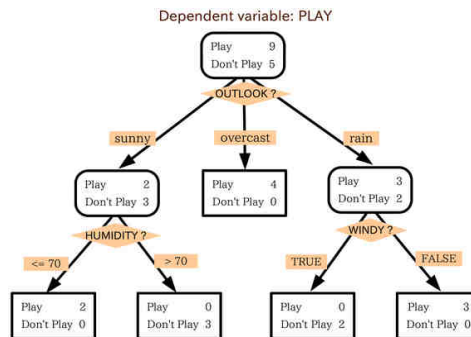 Dependent variable: PLAY
Play 9
Don't Play 5
OUTLOOK ?
sunny
overcast
rain
Play 2
Don't Play 3
Play 4
Don't Play 0
Play 3
Don't Play 2
HUMIDITY ?
WINDY ?
<= 70
> 70
TRUE
FALSE
Play 2
Don't Play 0
Play 0
Don't Play 3
Play 0
Don't Play 2
Play 3
Don't Play 0